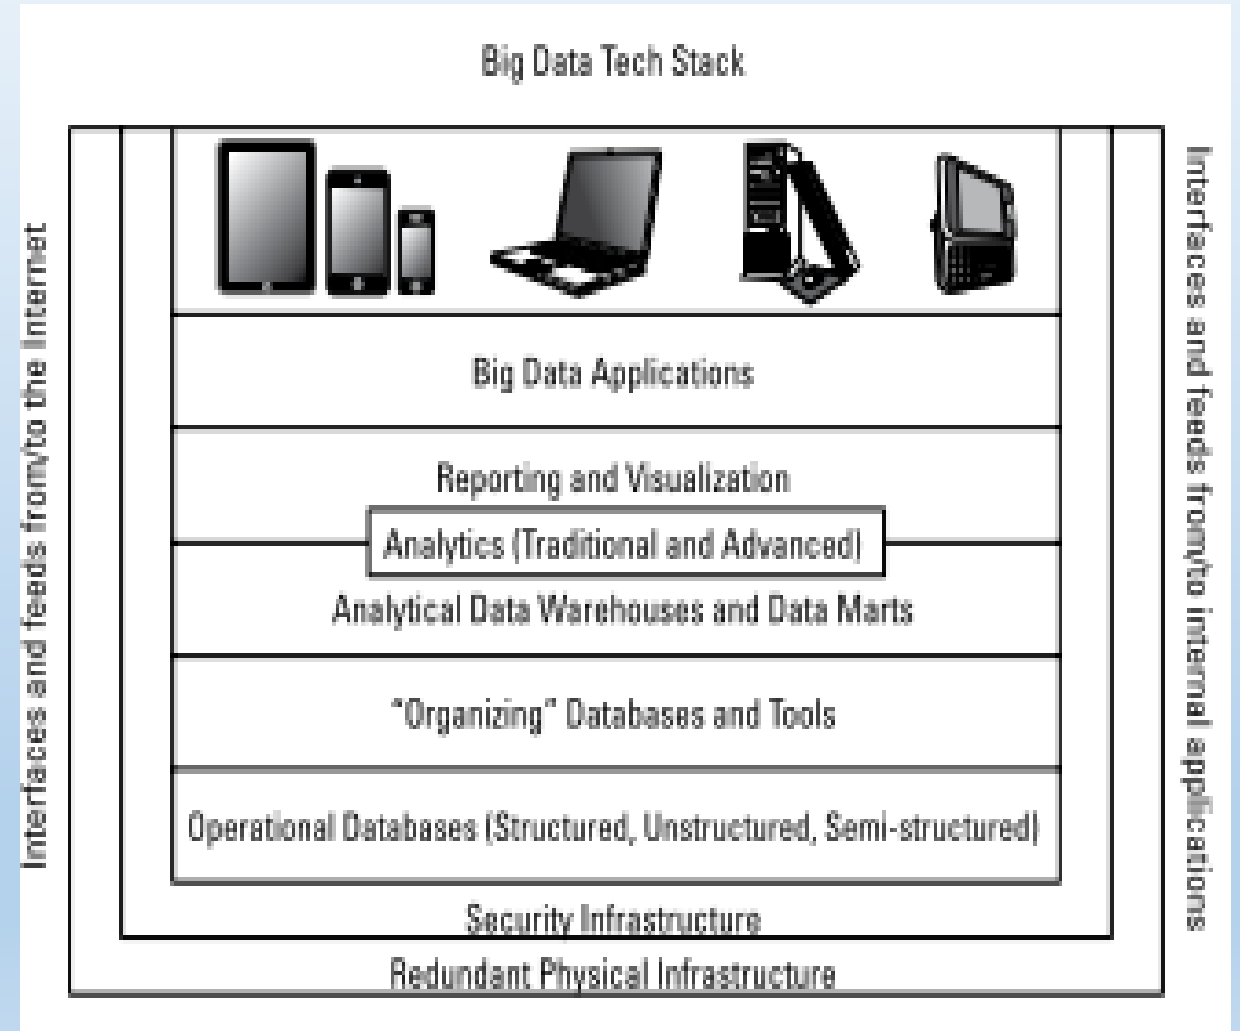 Big Data Tech Stack
Interfaces and feeds from/to the Internet
Interfaces and feeds from/to internal applications
Big Data Applications
Reporting and Visualization
Analytics (Traditional and Advanced)
Analytical Data Warehouses and Data Marts
“Organizing” Databases and Tools
Operational Databases (Structured, Unstructured, Semi-structured)
Security Infrastructure
Redundant Physical Infrastructure